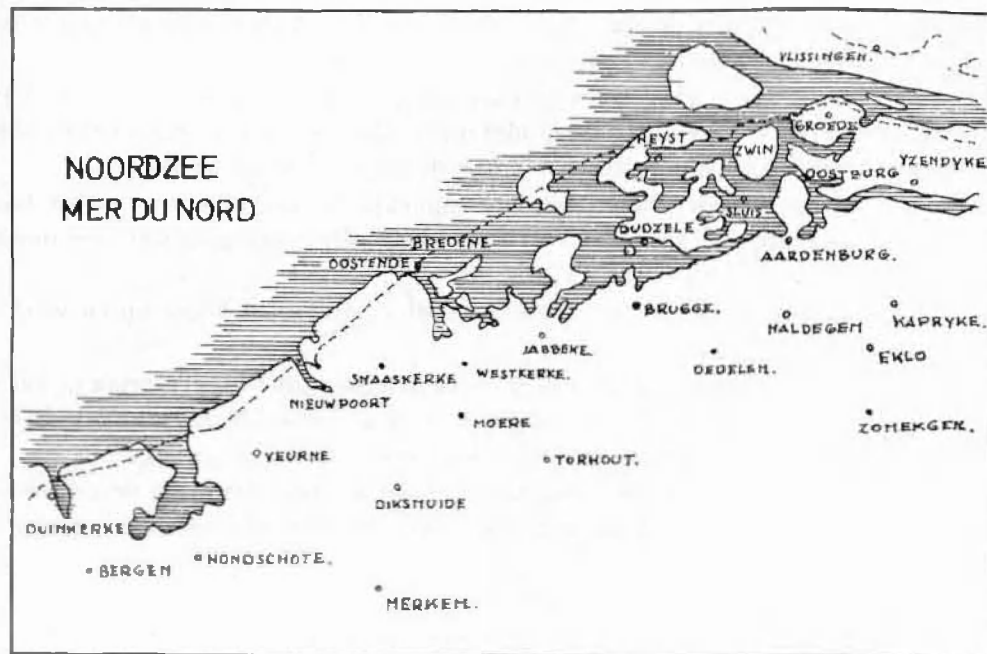 VLISSINGEN.
GROEDE
HEYST
ZWIN
YZENDYKE
OOSTBURG
NOORDZEE
MER DU NORD
SLUIS
DUDZELE
BREDENE
AARDENBURG.
OOSTENDE
BRUGGE.
MALDEGEM
KAPRYKE.
JABBEKE.
EKLO
SNAASKERKE
WESTKERKE.
OEDELEM.
NIEUWPOORT
MOERE
ZOMERGEM.
VEURNE
TORHOUT.
DIKSMUIDE
DUINKERKE
HONDSCHOTE.
BERGEN
MERKEM.